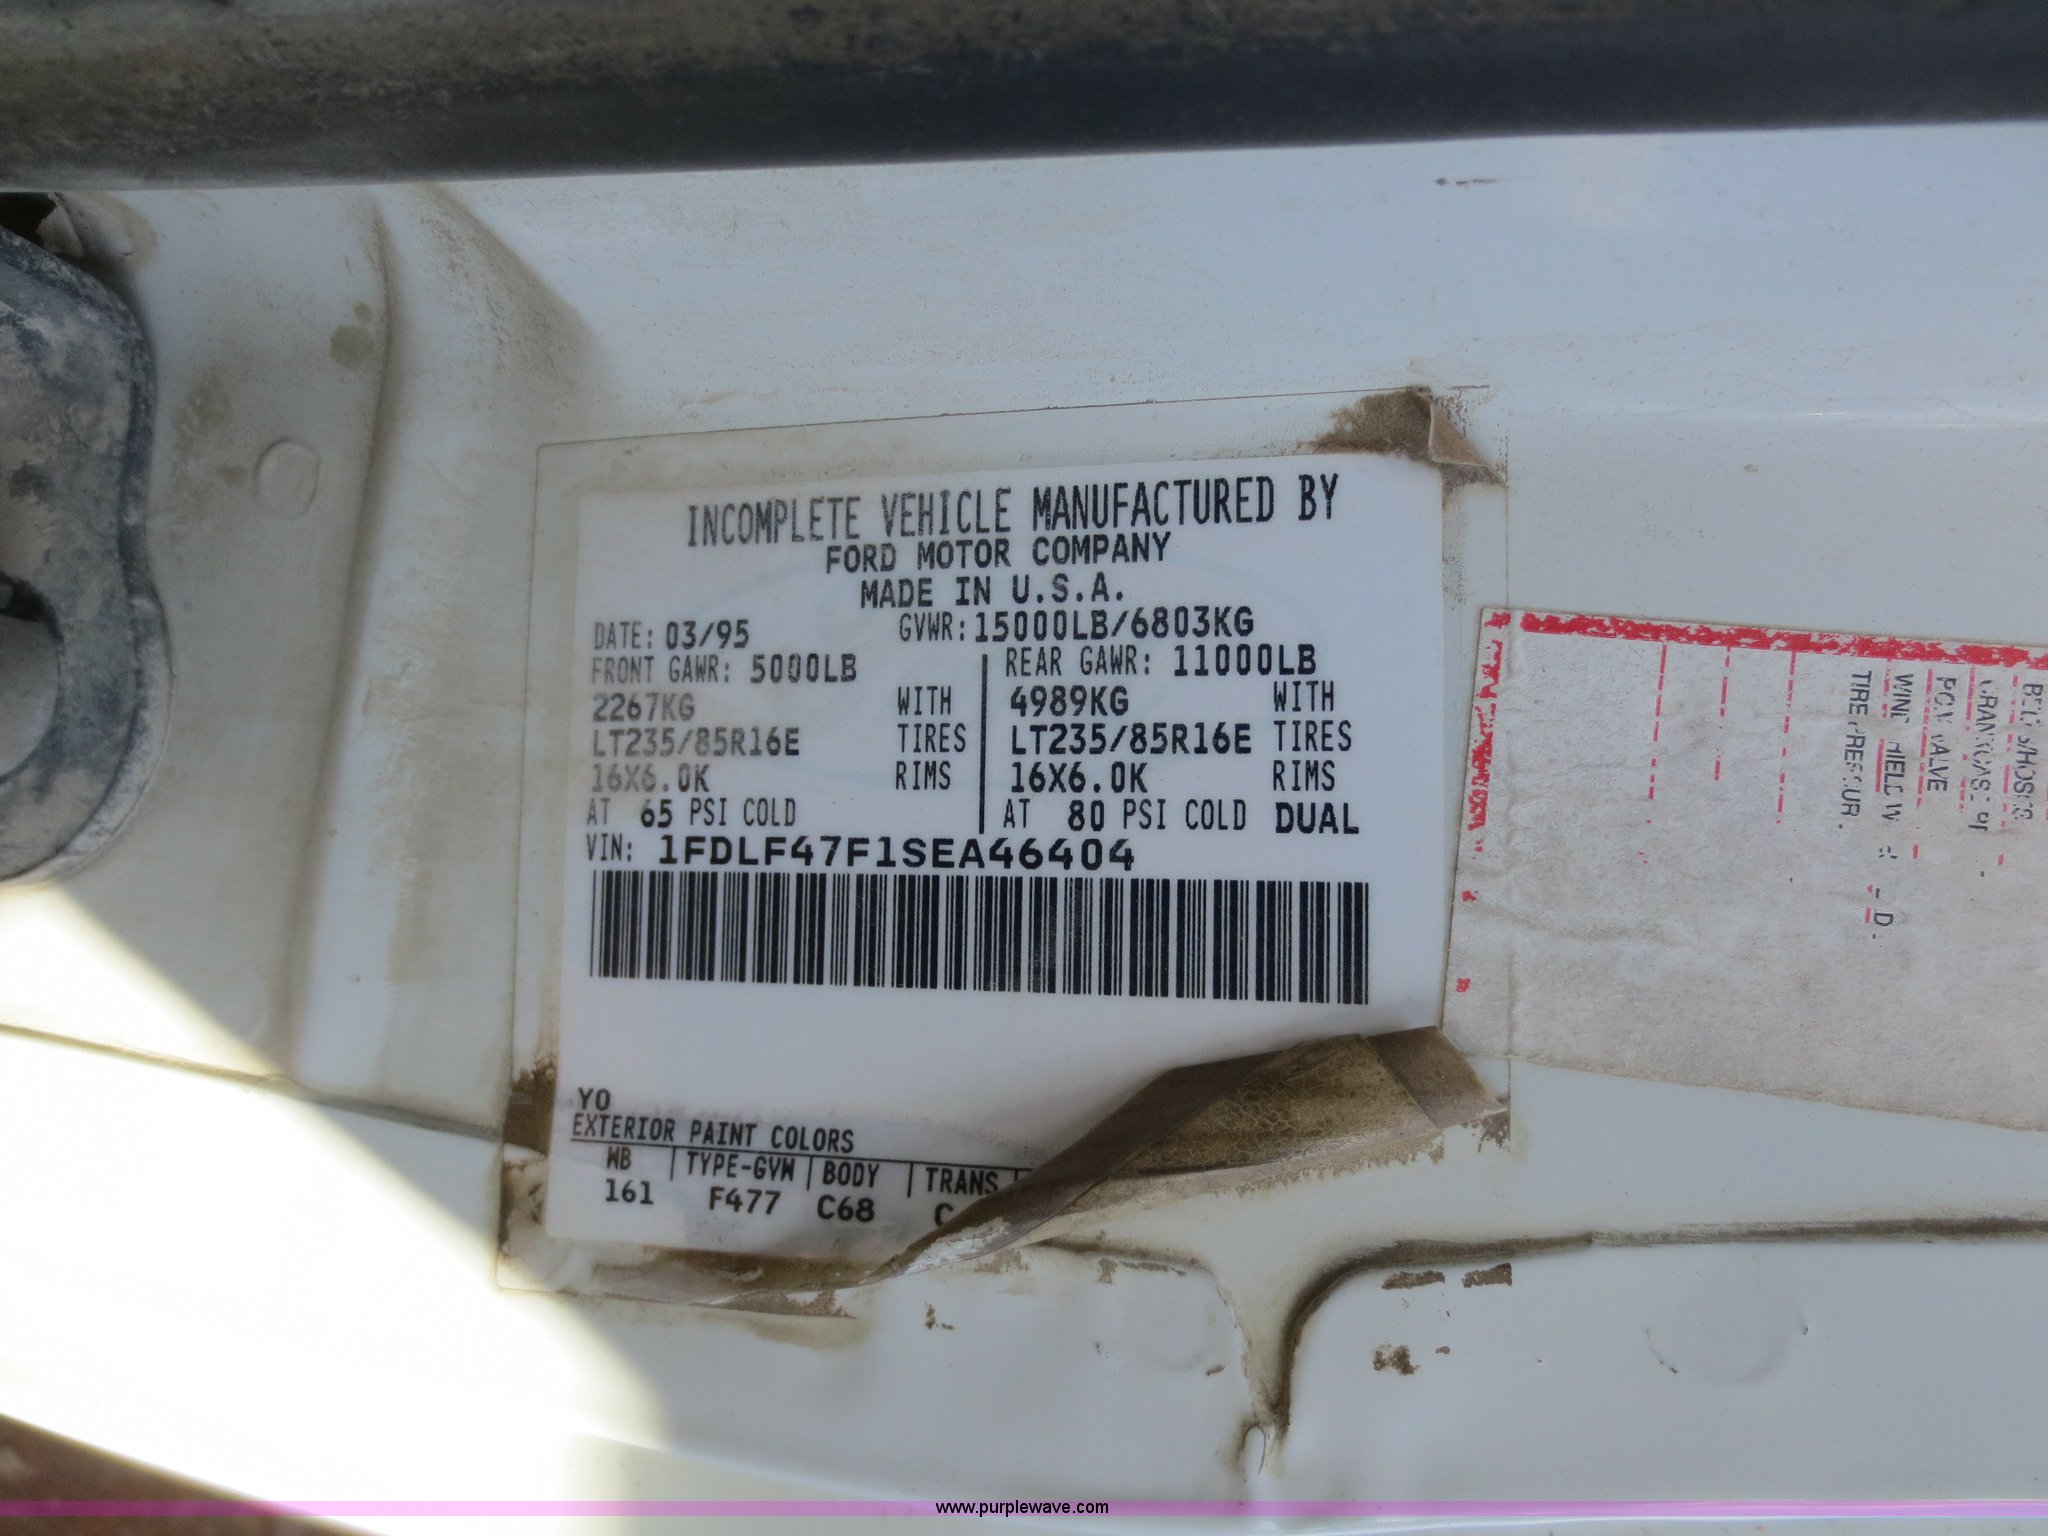 INCOMPLETE VEHICLE MANUFACTURED BY
FORD MOTOR COMPANY
MADE IN U.S.A.
DATE: 03/95 GVWR: 15000LB/6803KG
FRONT GAWR: 5000LB REAR GAWR: 11000LB
2267KG WITH 4989KG WITH
LT235/85R16E TIRES LT235/85R16E TIRES
16X6.0K RIMS 16X6.0K RIMS
AT 65 PSI COLD AT 80 PSI COLD DUAL
VIN: 1FDLF47F1SEA46404
YO
EXTERIOR PAINT COLORS
WB TYPE-GVW BODY TRANS
161 F477 C68 C
VALVE
TIRE
www.purplewave.com